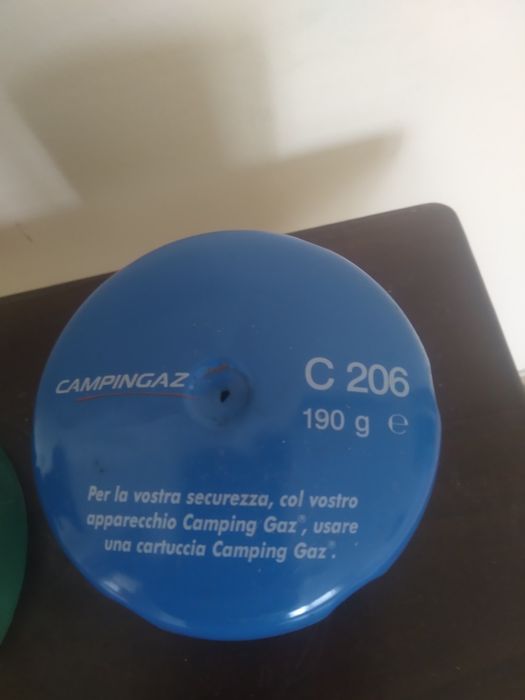 CAMPINGAZ
C 206
190 g ℮
Per la vostra securezza, col vostro
apparecchio Camping Gaz®, usare
una cartuccia Camping Gaz®.